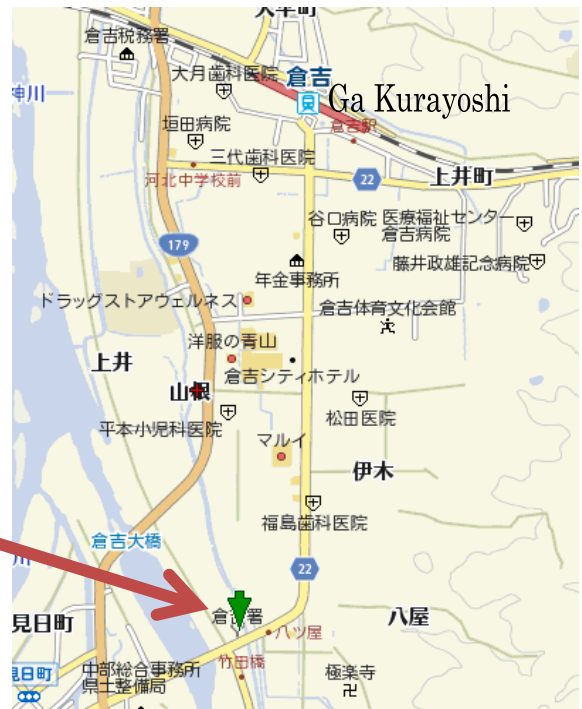 大平町
倉吉税務署
大月歯科医院
倉吉
神川
Ga Kurayoshi
垣田病院
倉吉駅
三代歯科医院
河北中学校前
22
上井町
谷口病院
医療福祉センター
倉吉病院
179
藤井政雄記念病院
年金事務所
ドラッグストアウェルネス
倉吉体育文化会館
洋服の青山
上井
倉吉シティホテル
山根
松田医院
平本小児科医院
マルイ
伊木
福島歯科医院
倉吉大橋
川
22
倉吉署
八屋
見日町
八ツ屋
竹田橋
中部総合事務所
県土整備局
見日町
極楽寺